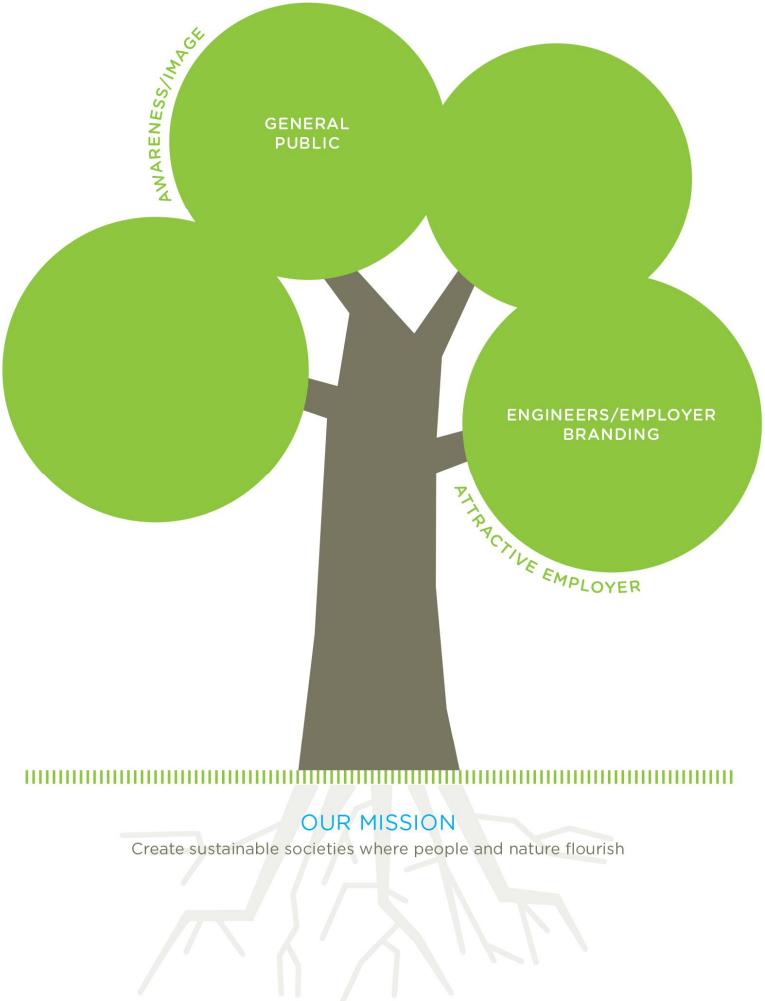 AWARENESS/IMAGE
GENERAL
PUBLIC
ENGINEERS/EMPLOYER
BRANDING
ATTRACTIVE EMPLOYER
OUR MISSION
Create sustainable societies where people and nature flourish